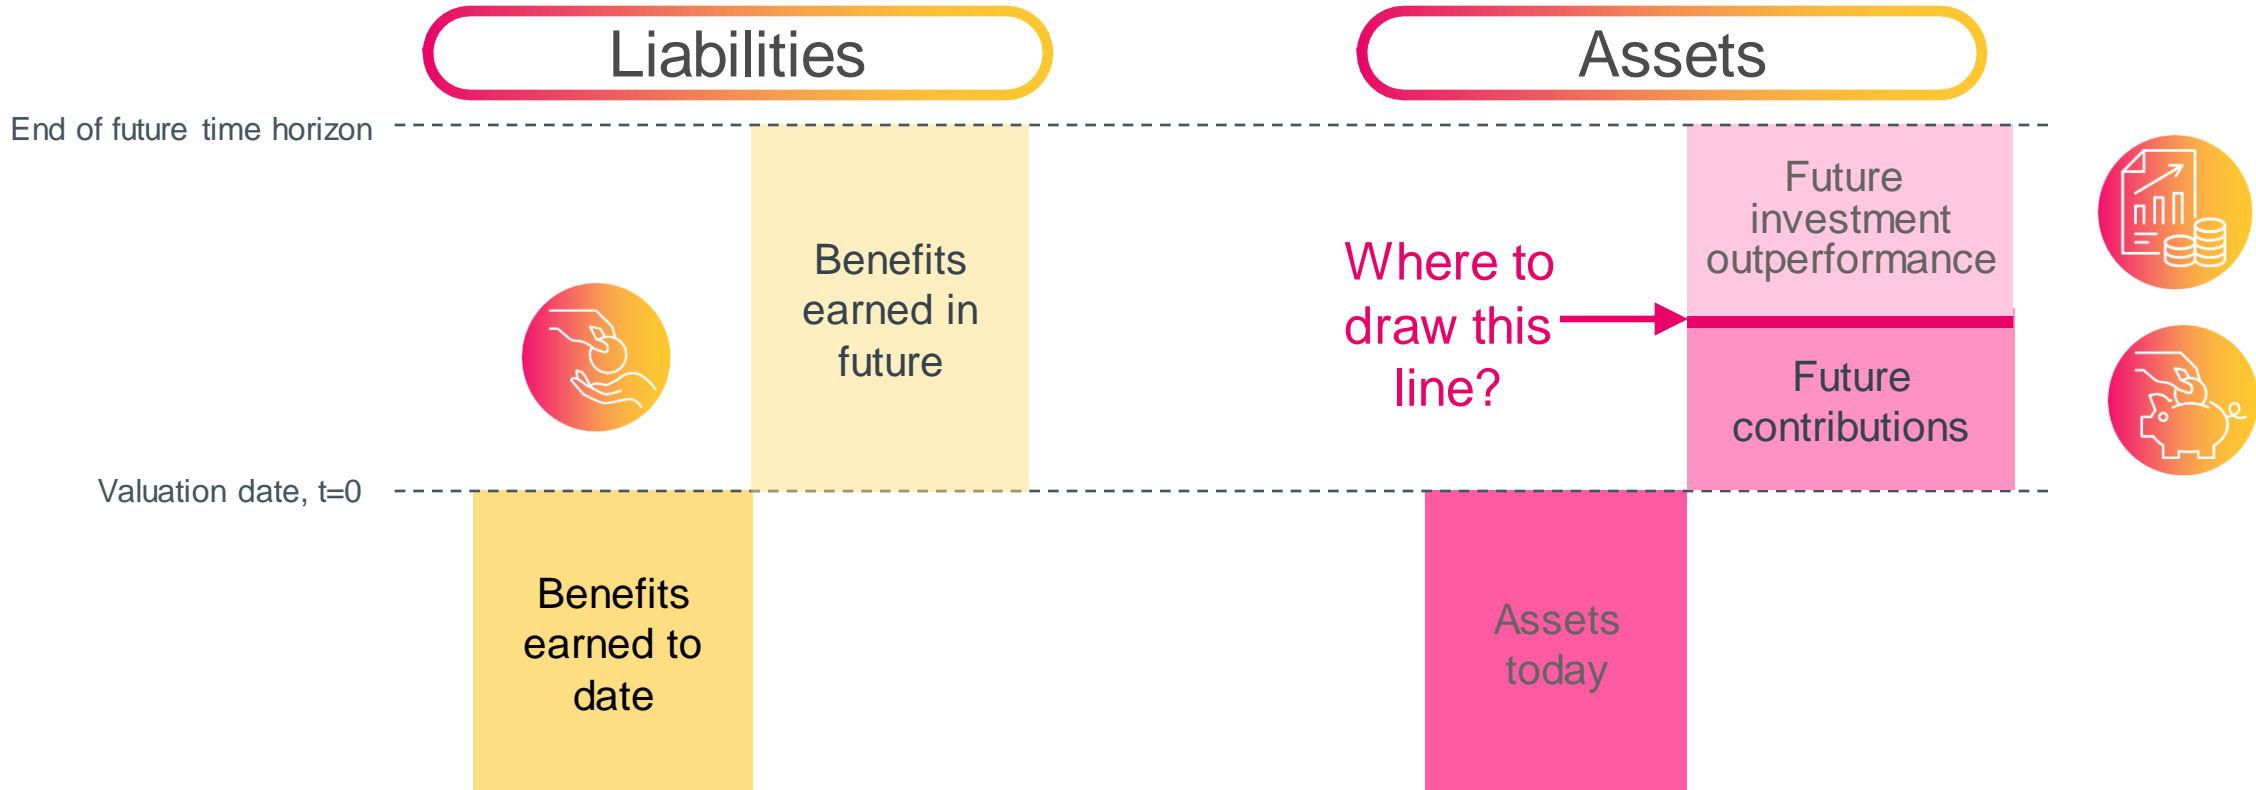 Liabilities
Assets
End of future time horizon
Benefits
earned in
future
Where to
draw this
line?
Future
investment
outperformance
Future
contributions
Valuation date, t=0
Benefits
earned to
date
Assets
today